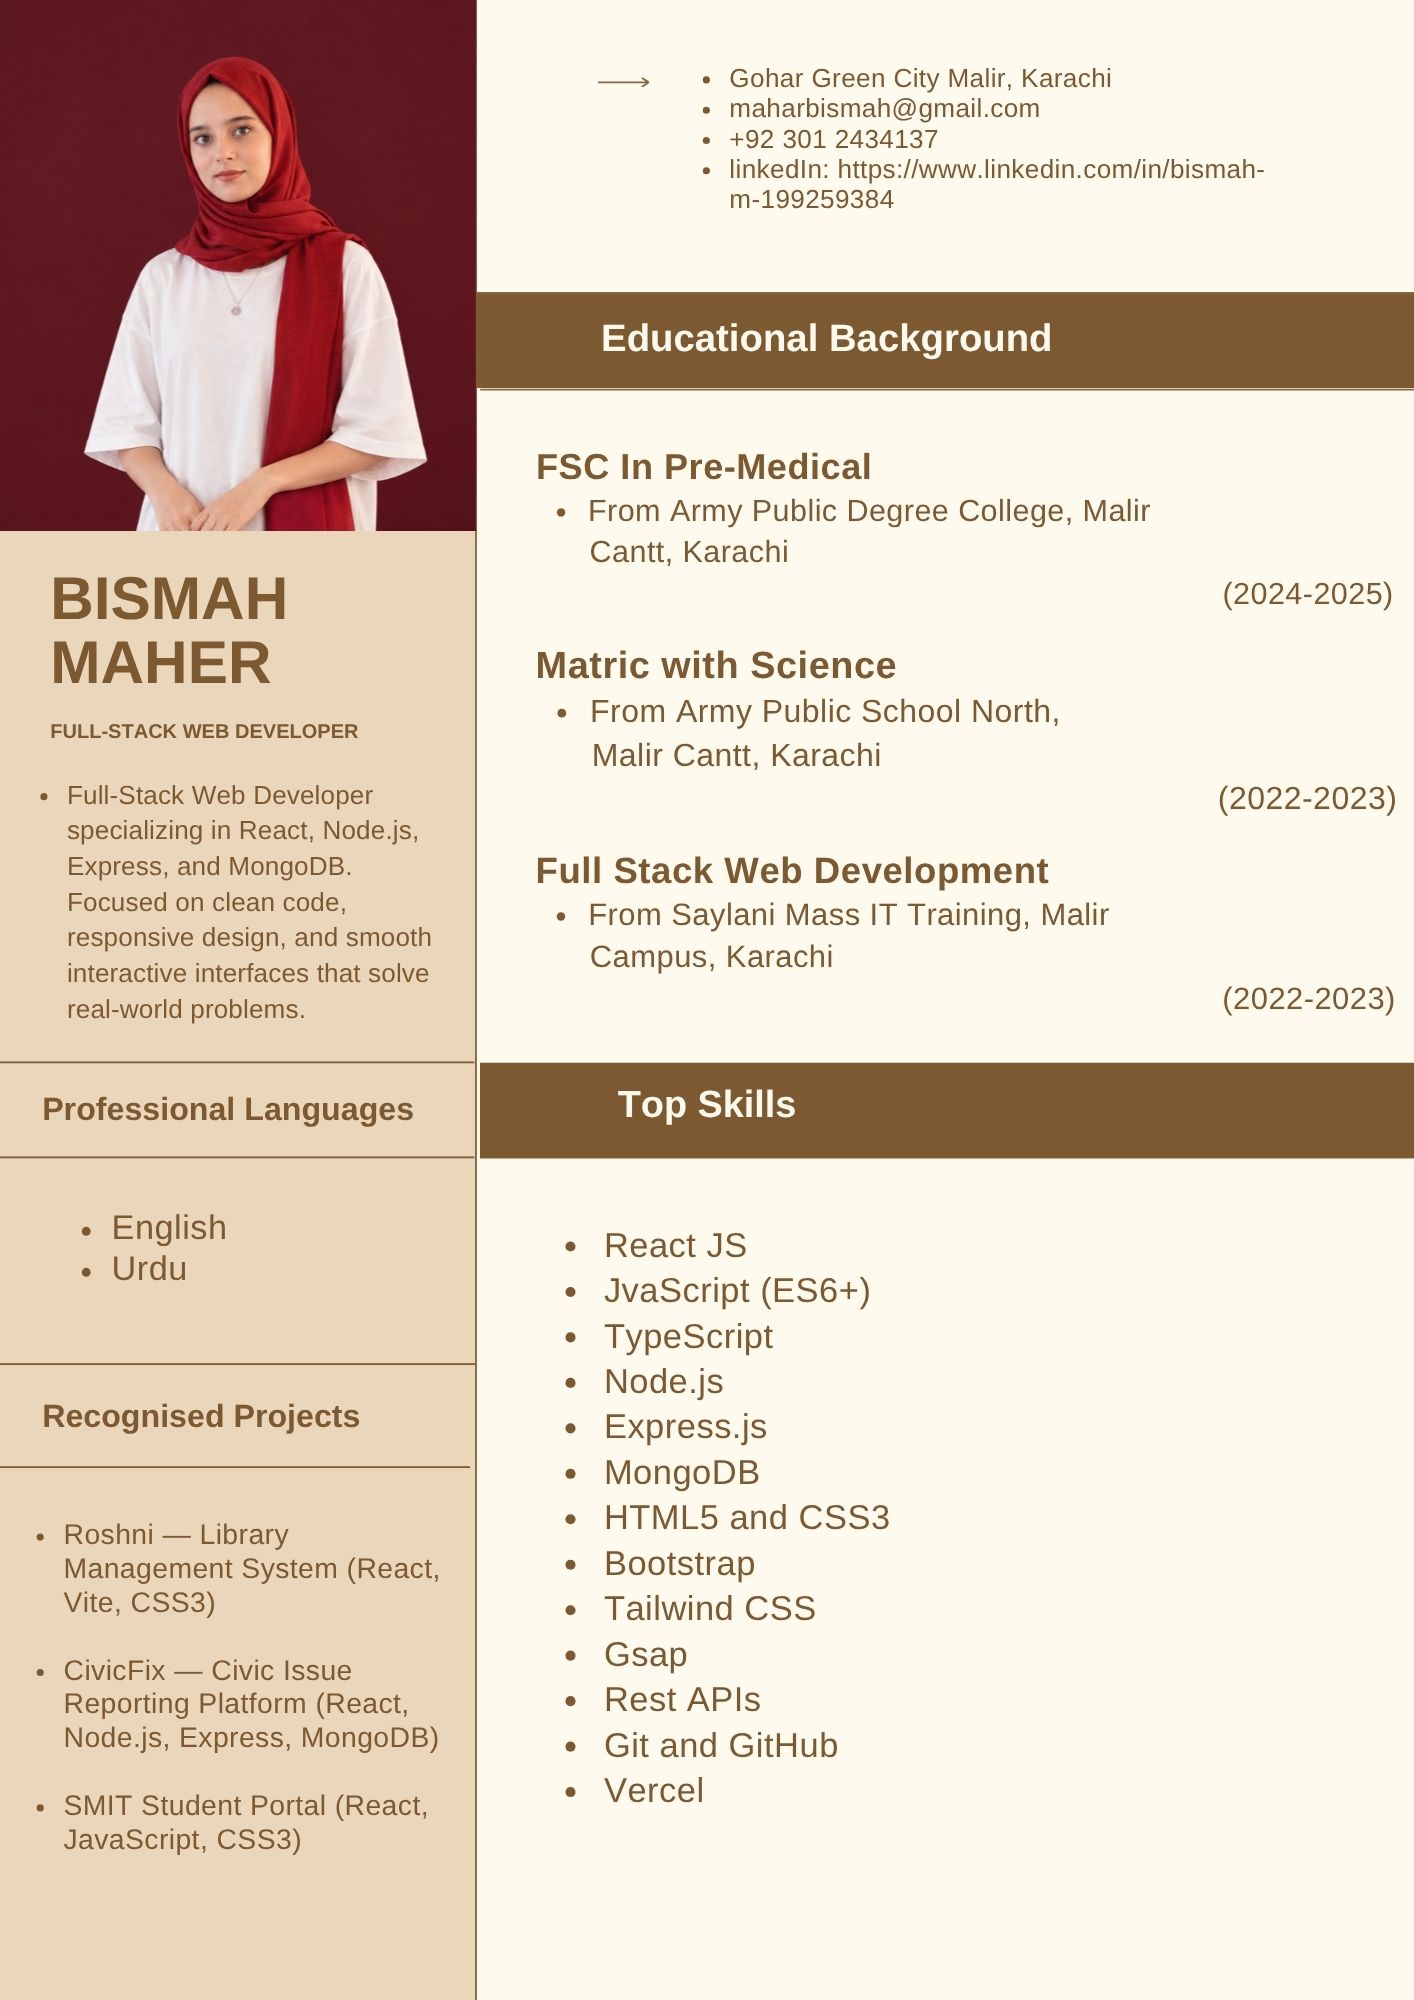 Gohar Green City Malir, Karachi
maharbismah@gmail.com
+92 301 2434137
linkedIn: https://www.linkedin.com/in/bismah-
m-199259384
BISMAH
MAHER
FULL-STACK WEB DEVELOPER
• Full-Stack Web Developer
specializing in React, Node.js,
Express, and MongoDB.
Focused on clean code,
responsive design, and smooth
interactive interfaces that solve
real-world problems.
Professional Languages
• English
• Urdu
Recognised Projects
• Roshni — Library
Management System (React,
Vite, CSS3)
• CivicFix — Civic Issue
Reporting Platform (React,
Node.js, Express, MongoDB)
• SMIT Student Portal (React,
JavaScript, CSS3)
Educational Background
FSC In Pre-Medical
• From Army Public Degree College, Malir
Cantt, Karachi
(2024-2025)
Matric with Science
• From Army Public School North,
Malir Cantt, Karachi
(2022-2023)
Full Stack Web Development
• From Saylani Mass IT Training, Malir
Campus, Karachi
(2022-2023)
Top Skills
• React JS
• JvaScript (ES6+)
• TypeScript
• Node.js
• Express.js
• MongoDB
• HTML5 and CSS3
• Bootstrap
• Tailwind CSS
• Gsap
• Rest APIs
• Git and GitHub
• Vercel